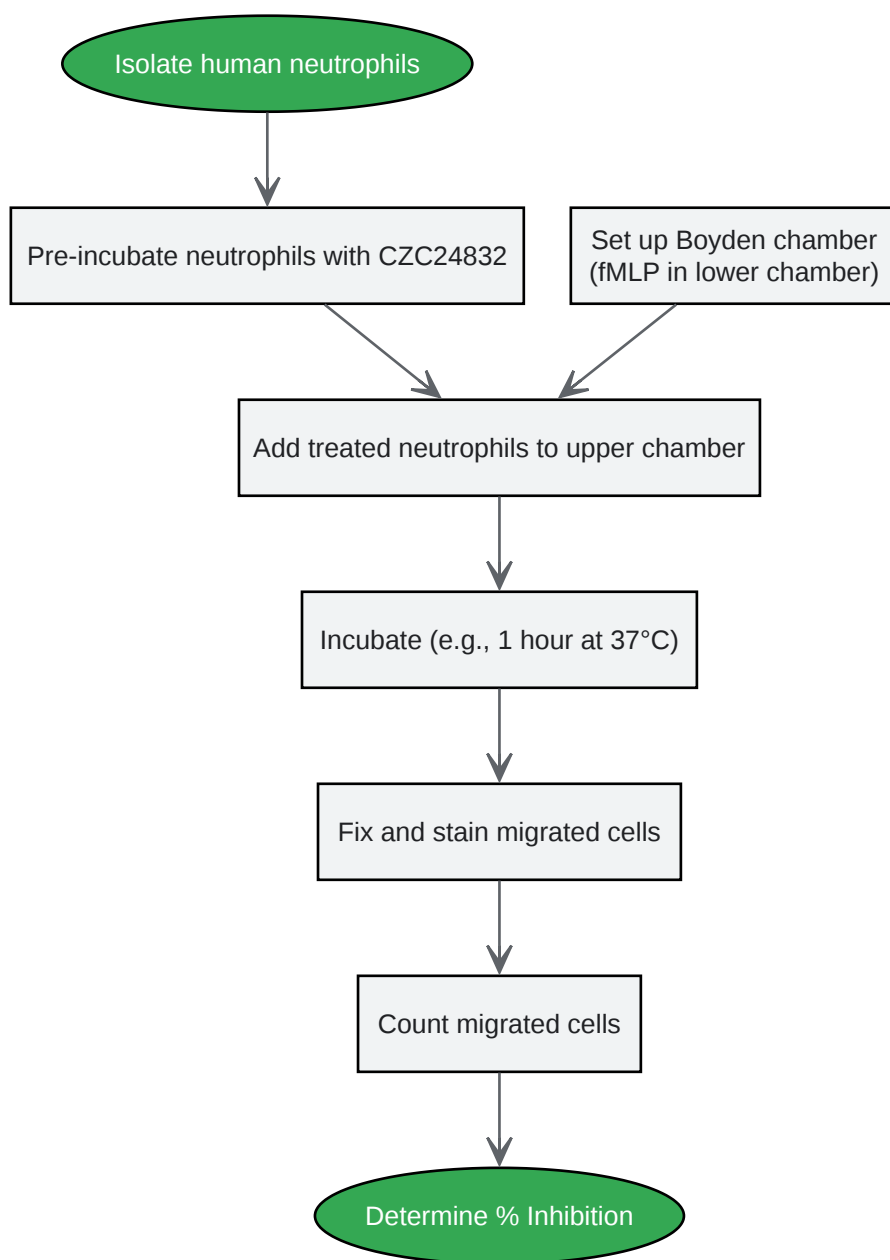 Isolate human neutrophils
Pre-incubate neutrophils with CZC24832
Set up Boyden chamber
(fMLP in lower chamber)
Add treated neutrophils to upper chamber
Incubate (e.g., 1 hour at 37°C)
Fix and stain migrated cells
Count migrated cells
Determine % Inhibition